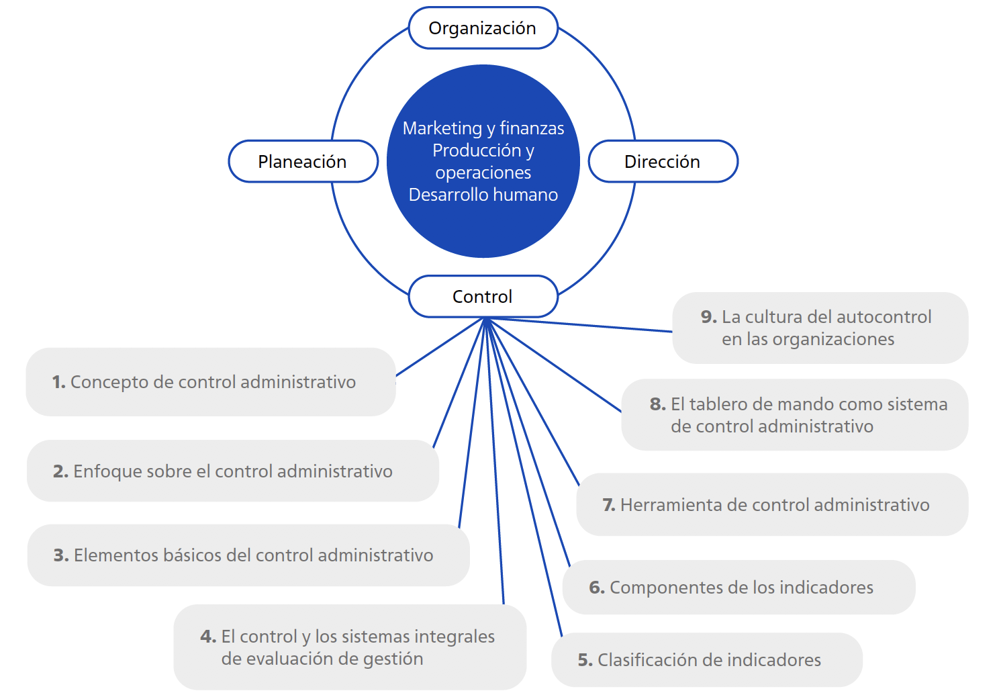 Organización
Marketing y finanzas
Producción y
operaciones
Desarrollo humano
Planeación
Dirección
Control
1. Concepto de control administrativo
2. Enfoque sobre el control administrativo
3. Elementos básicos del control administrativo
4. El control y los sistemas integrales
de evaluación de gestión
5. Clasificación de indicadores
6. Componentes de los indicadores
7. Herramienta de control administrativo
8. El tablero de mando como sistema
de control administrativo
9. La cultura del autocontrol
en las organizaciones